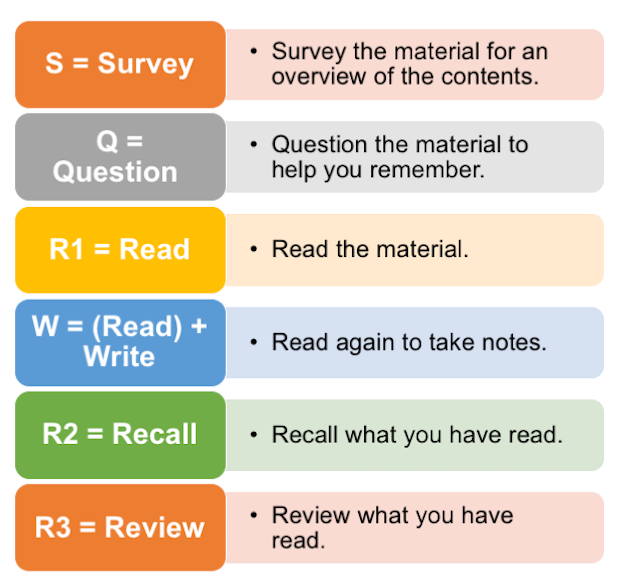 S = Survey
• Survey the material for an
overview of the contents.
Q =
Question
• Question the material to
help you remember.
R1 = Read
• Read the material.
W = (Read) +
Write
• Read again to take notes.
R2 = Recall
• Recall what you have read.
R3 = Review
• Review what you have
read.